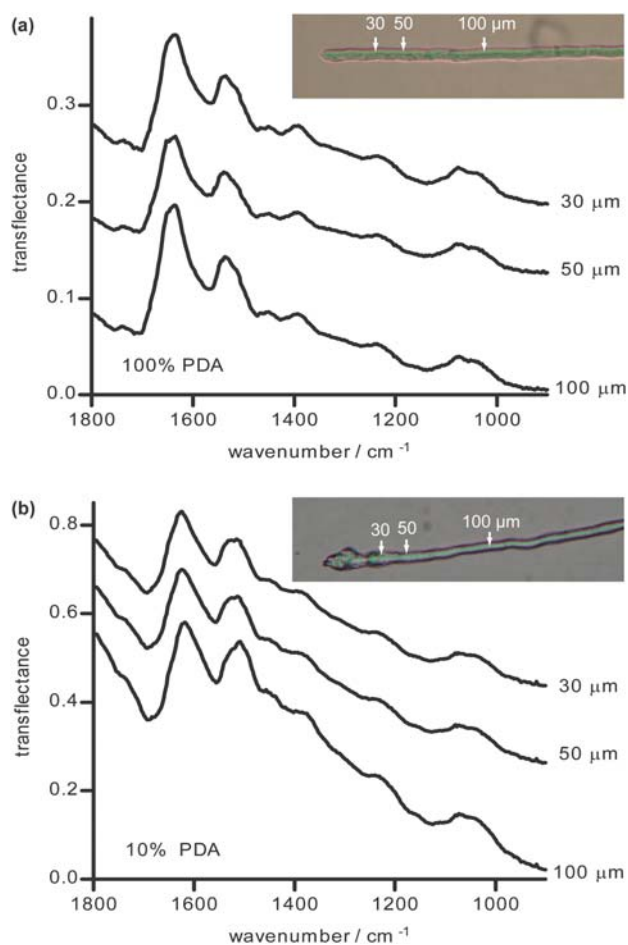 (a)
30 50 100 µm
0.3
0.2
0.1
0.0
transflectance
30 µm
50 µm
100 µm
100% PDA
1800 1600 1400 1200 1000
wavenumber / cm -1
(b)
30 50 100 µm
0.8
0.6
0.4
0.2
0.0
transflectance
30 µm
50 µm
100 µm
10% PDA
1800 1600 1400 1200 1000
wavenumber / cm -1